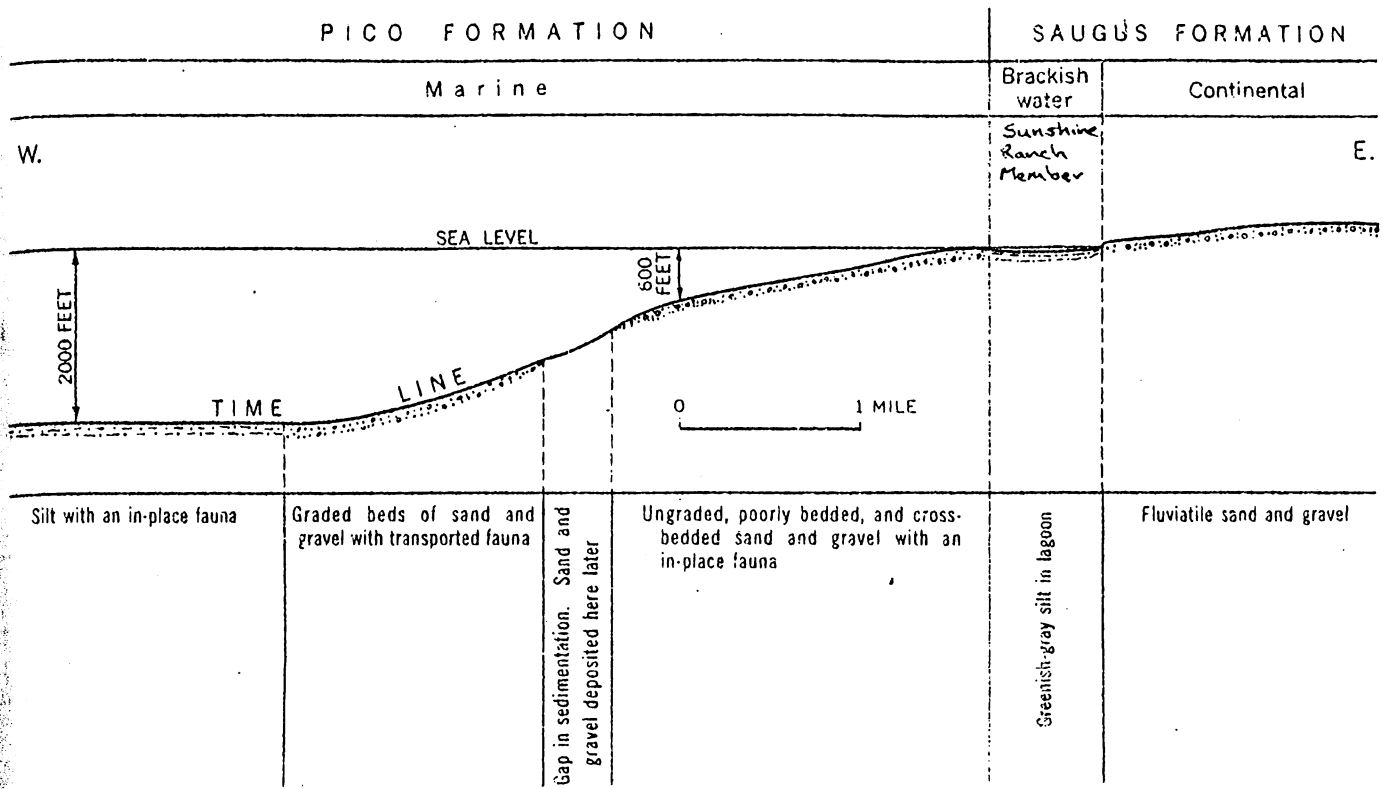 PICO FORMATION
SAUGUS FORMATION
Marine
Brackish
water
Continental
W.
Sunshine
Ranch
Member
E.
SEA LEVEL
2000 FEET
600
FEET
TIME LINE
0 1 MILE
Silt with an in-place fauna
Graded beds of sand and
gravel with transported fauna
Gap in sedimentation. Sand and
gravel deposited here later
Ungraded, poorly bedded, and cross-
bedded sand and gravel with an
in-place fauna
Greenish-gray silt in lagoon
Fluviatile sand and gravel